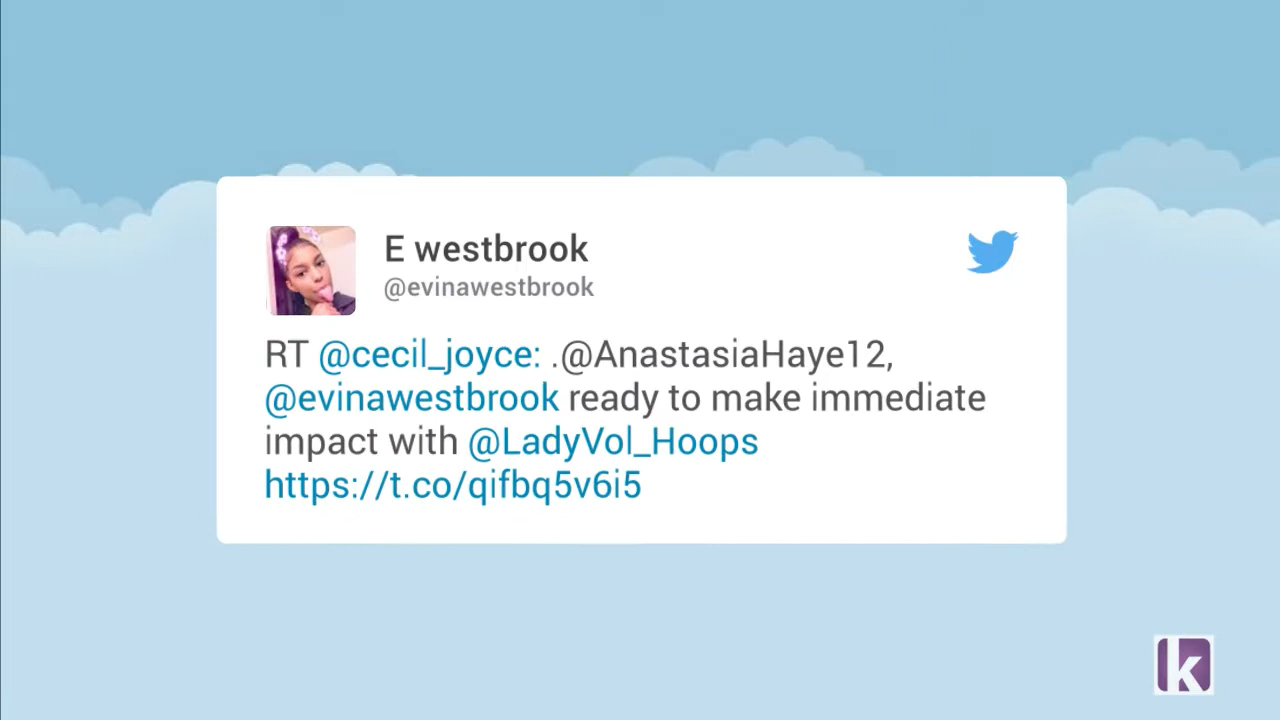 E westbrook
@evinawestbrook
RT @cecil_joyce: .@AnastasiaHaye12,
@evinawestbrook ready to make immediate
impact with @LadyVol_Hoops
https://t.co/qifbq5v6i5
k